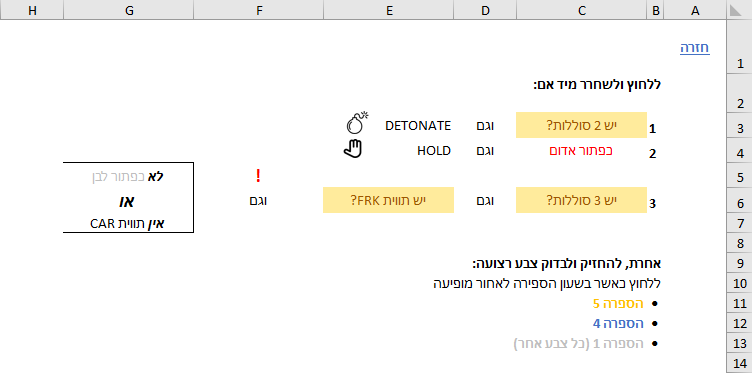 H G F E D C B A
1 חזרה
2 ללחוץ ולשחרר מיד אם:
3 1 יש 2 סוללות? וגם DETONATE
4 2 כפתור אדום וגם HOLD
5 ! לא כפתור לבן
6 3 יש 3 סוללות? וגם יש תווית FRK? וגם או
7 אין תווית CAR
8
9 אחרת, להחזיק ולבדוק צבע רצועה:
10 ללחוץ כאשר בשעון הספירה לאחור מופיעה
11 • הספרה 5
12 • הספרה 4
13 • הספרה 1 (כל צבע אחר)
14